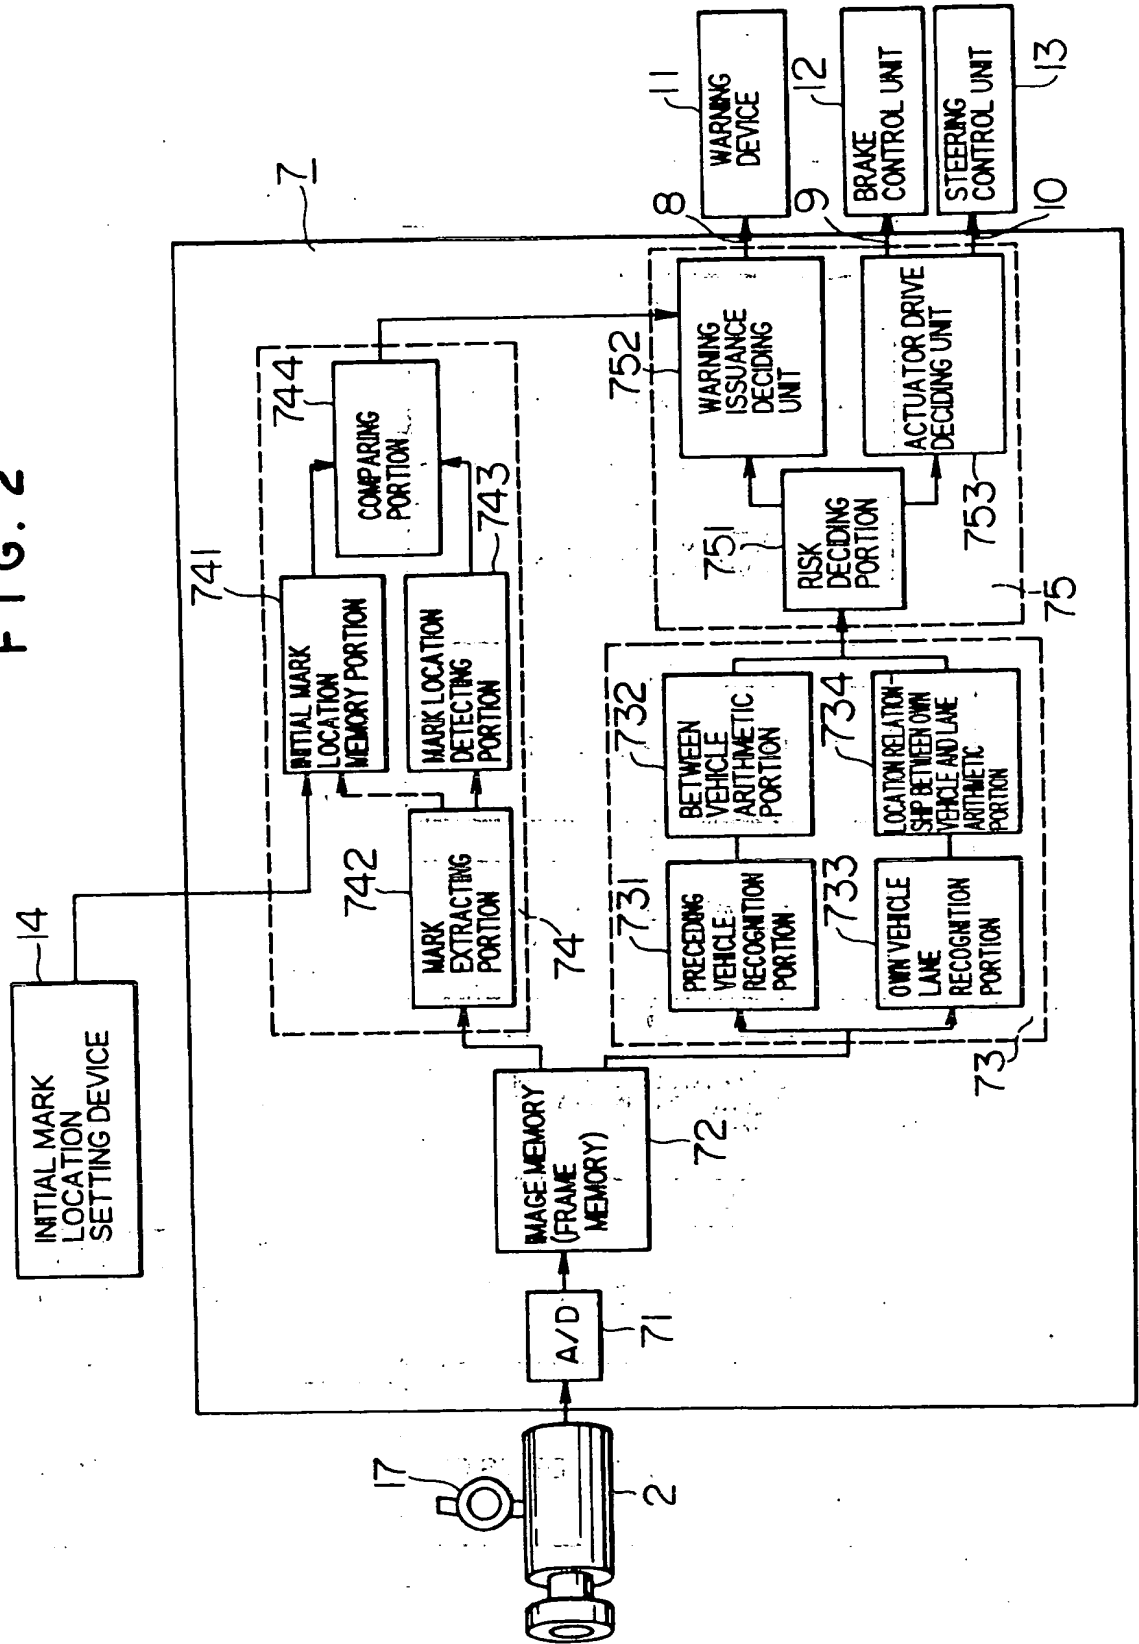 FIG. 2
INITIAL MARK
LOCATION
SETTING DEVICE
14
7
741
INITIAL MARK
LOCATION
MEMORY PORTION
744
COMPARING
PORTION
742
MARK
EXTRACTING
PORTION
MARK LOCATION
DETECTING
PORTION
743
74
17
2
A/D
71
IMAGE MEMORY
(FRAME
MEMORY)
72
731
PRECEDING
VEHICLE
RECOGNITION
PORTION
732
BETWEEN
VEHICLE
ARITHMETIC
PORTION
733
OWN VEHICLE
LANE
RECOGNITION
PORTION
734
LOCATION RELATION-
SHIP BETWEEN OWN
VEHICLE AND LANE
ARITHMETIC
PORTION
73
751
RISK
DECIDING
PORTION
752
WARNING
ISSUANCE
DECIDING
UNIT
ACTUATOR DRIVE
DECIDING UNIT
753
75
8
9
10
11
WARNING
DEVICE
12
BRAKE
CONTROL UNIT
STEERING
CONTROL UNIT
13